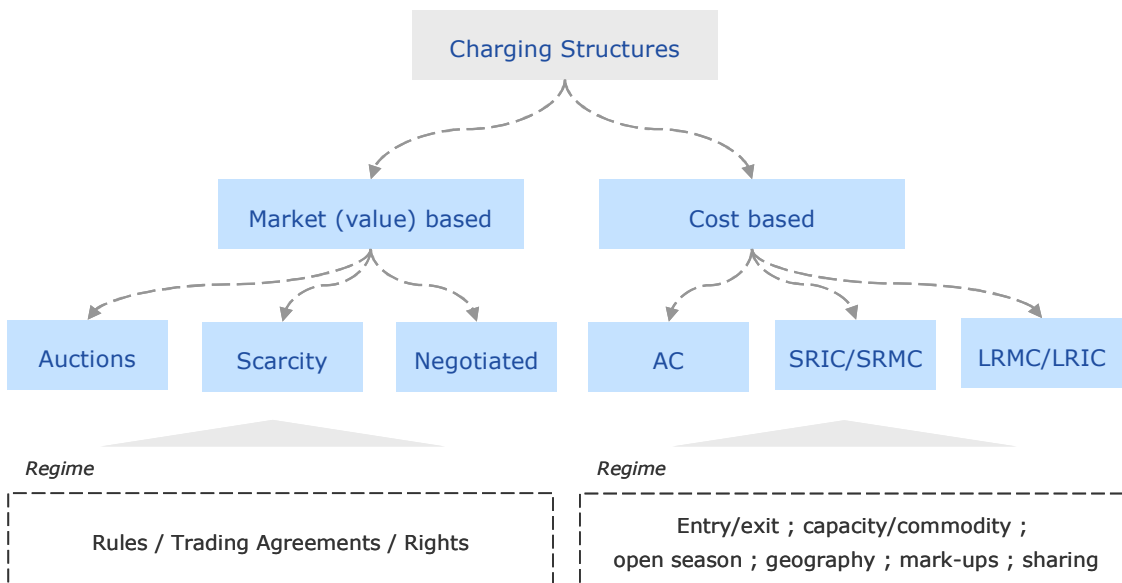 Charging Structures
Market (value) based
Cost based
Auctions
Scarcity
Negotiated
AC
SRIC/SRMC
LRMC/LRIC
Regime
Regime
Rules / Trading Agreements / Rights
Entry/exit ; capacity/commodity ;
open season ; geography ; mark-ups ; sharing